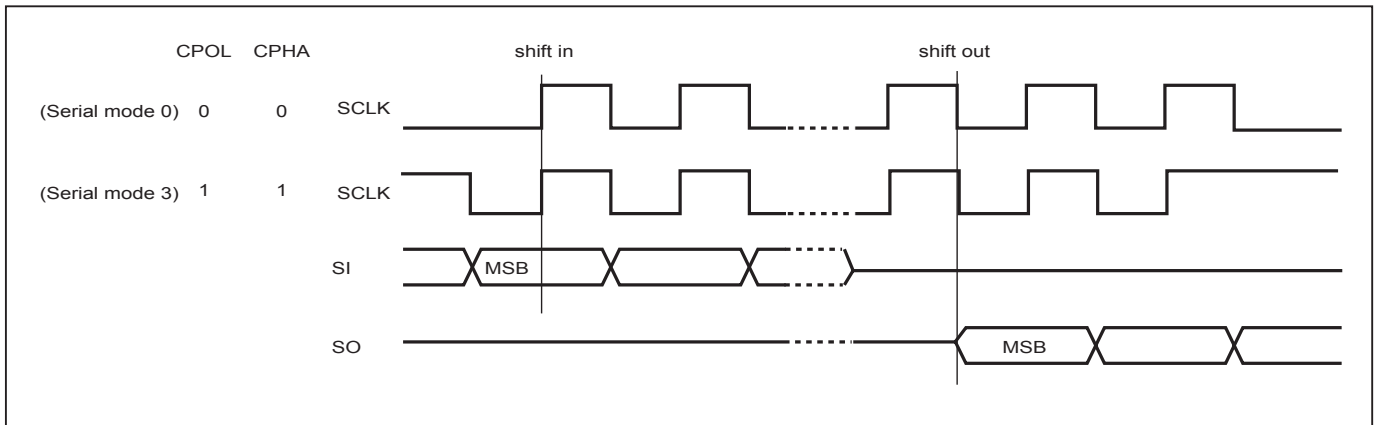 CPOL CPHA shift in shift out
(Serial mode 0) 0 0 SCLK
(Serial mode 3) 1 1 SCLK
SI MSB
SO MSB